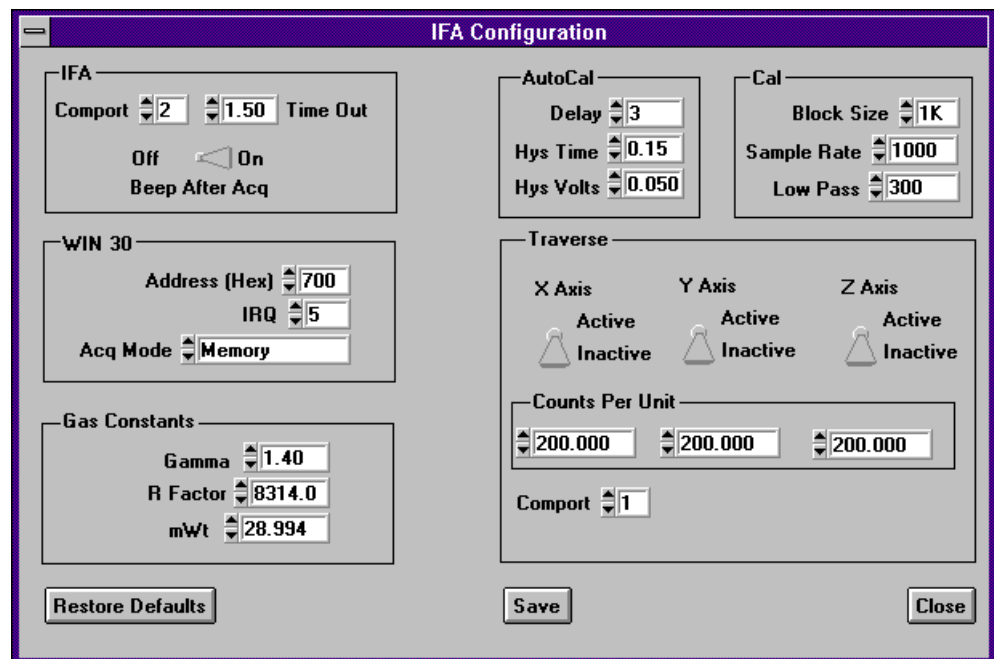 IFA Configuration
IFA
Comport 2 1.50 Time Out
Off On
Beep After Acq
AutoCal
Delay 3
Hys Time 0.15
Hys Volts 0.050
Cal
Block Size 1K
Sample Rate 1000
Low Pass 300
WIN 30
Address (Hex) 700
IRQ 5
Acq Mode Memory
Traverse
X Axis Y Axis Z Axis
Active Active Active
Inactive Inactive Inactive
Counts Per Unit
200.000 200.000 200.000
Comport 1
Gas Constants
Gamma 1.40
R Factor 8314.0
mWt 28.994
Restore Defaults Save Close